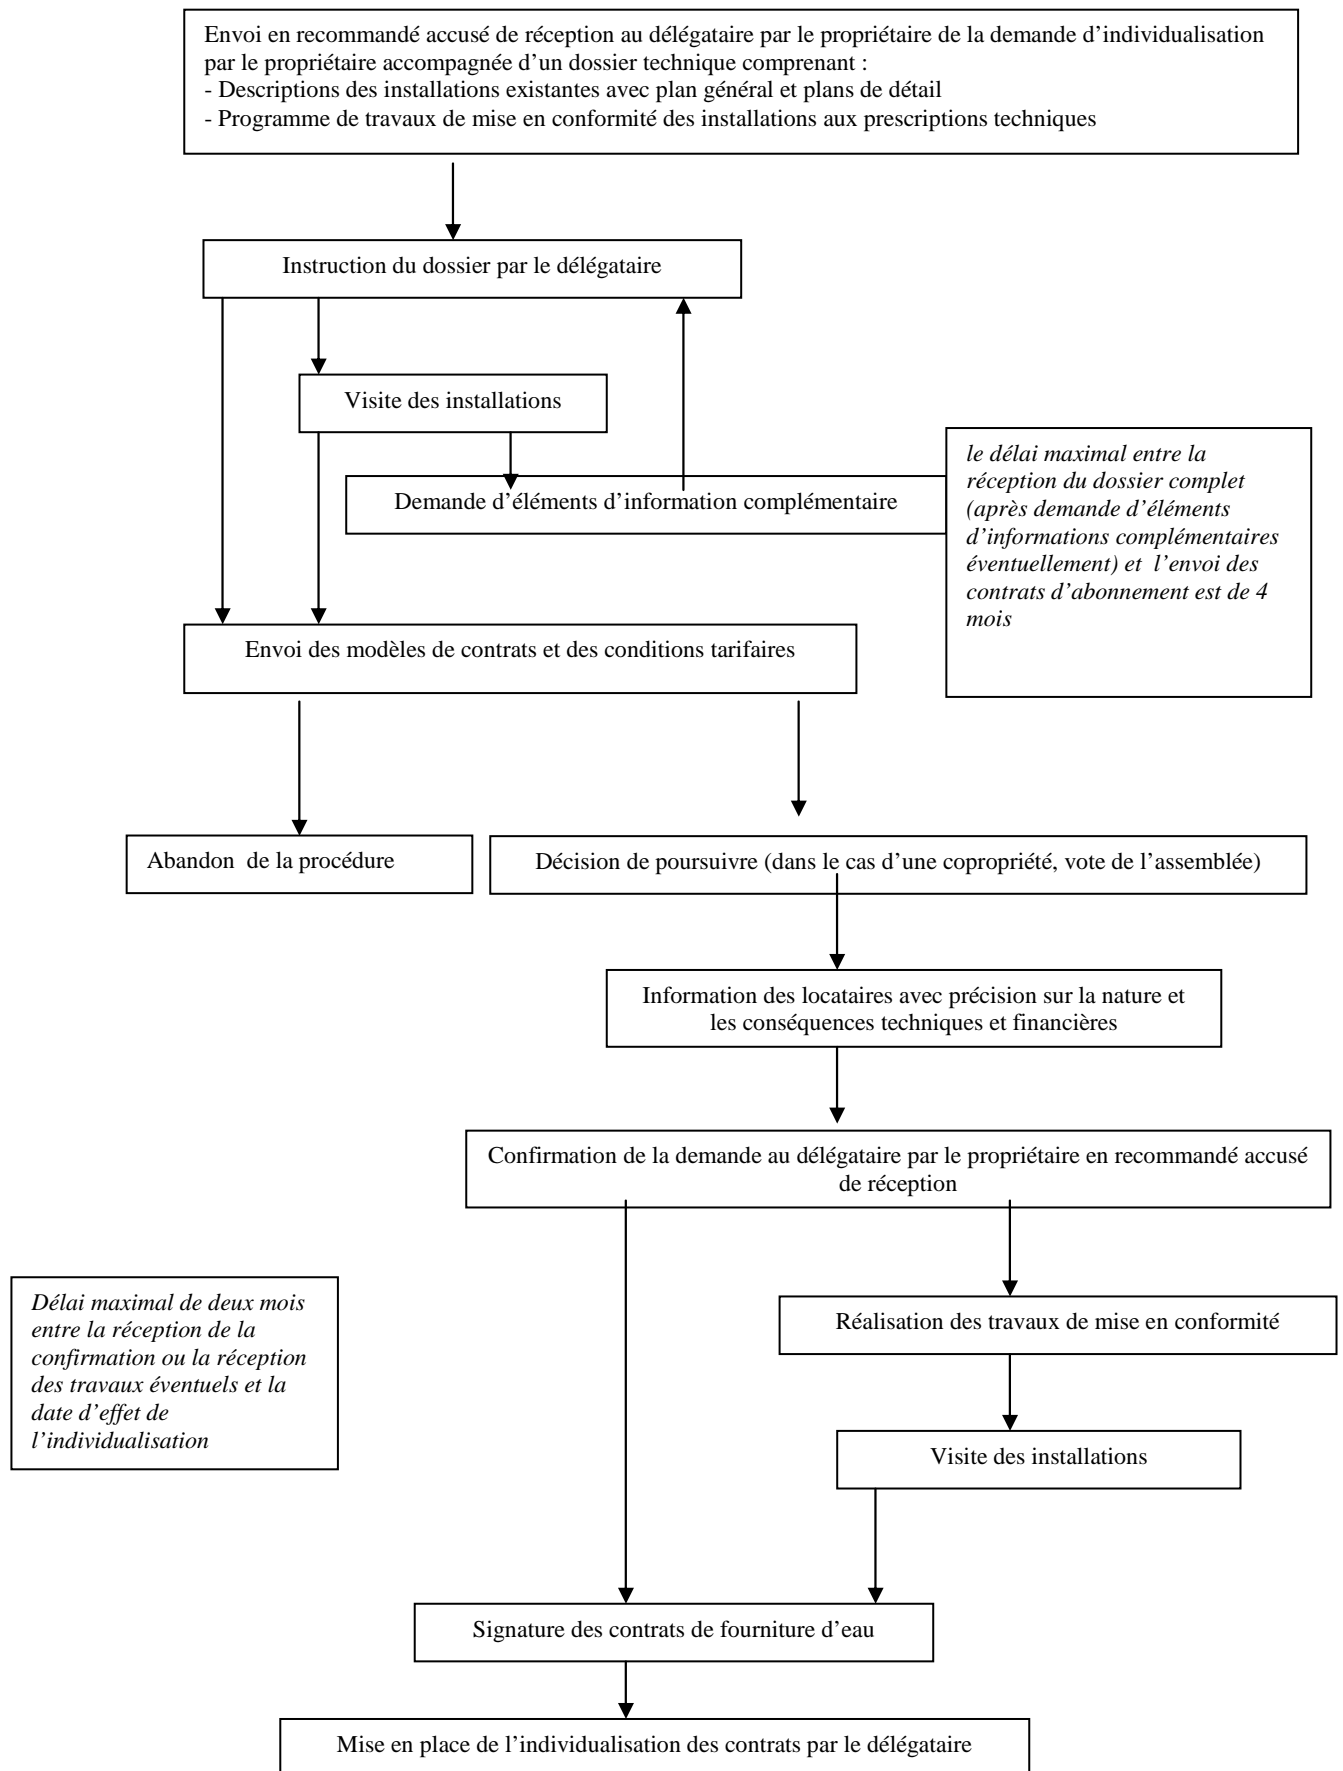 Envoi en recommandé accusé de réception au délégataire par le propriétaire de la demande d’individualisation
par le propriétaire accompagnée d’un dossier technique comprenant :
- Descriptions des installations existantes avec plan général et plans de détail
- Programme de travaux de mise en conformité des installations aux prescriptions techniques
Instruction du dossier par le délégataire
Visite des installations
Demande d’éléments d’information complémentaire
le délai maximal entre la
réception du dossier complet
(après demande d’éléments
d’informations complémentaires
éventuellement) et  l’envoi des
contrats d’abonnement est de 4
mois
Envoi des modèles de contrats et des conditions tarifaires
Abandon  de la procédure
Décision de poursuivre (dans le cas d’une copropriété, vote de l’assemblée)
Information des locataires avec précision sur la nature et
les conséquences techniques et financières
Confirmation de la demande au délégataire par le propriétaire en recommandé accusé
de réception
Délai maximal de deux mois
entre la réception de la
confirmation ou la réception
des travaux éventuels et la
date d’effet de
l’individualisation
Réalisation des travaux de mise en conformité
Visite des installations
Signature des contrats de fourniture d’eau
Mise en place de l’individualisation des contrats par le délégataire